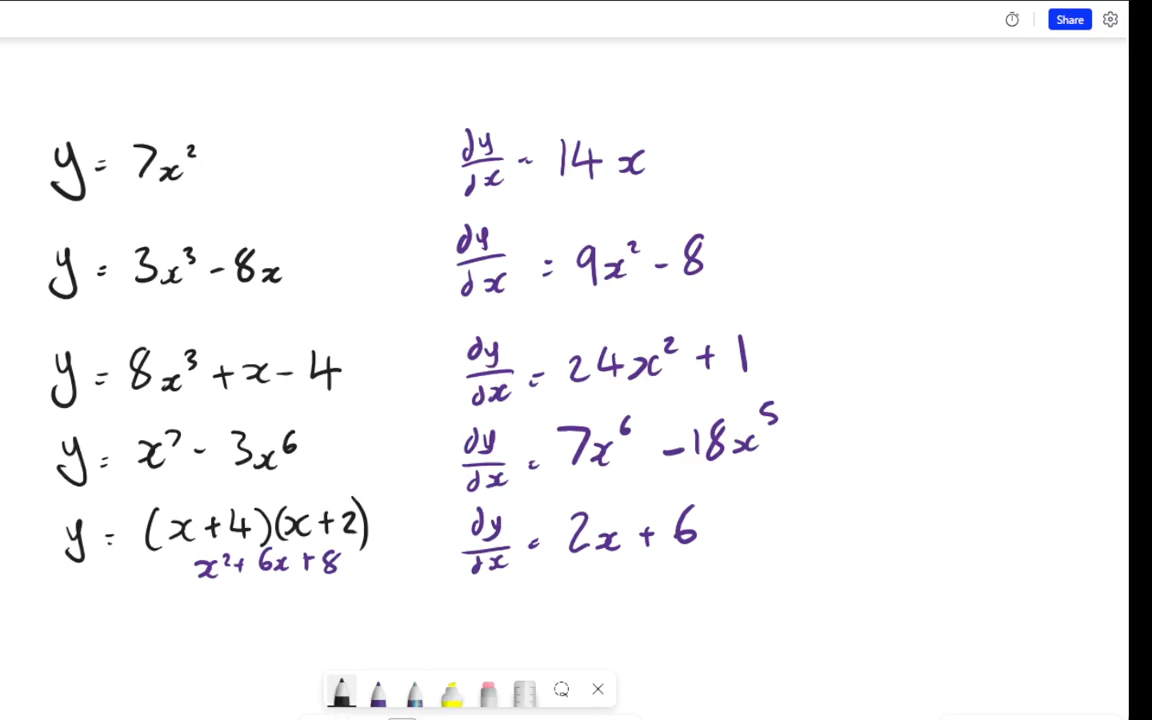 Share
y = 7x² dy/dx = 14x
y = 3x³ - 8x dy/dx = 9x² - 8
y = 8x³ + x - 4 dy/dx = 24x² + 1
y = x⁷ - 3x⁶ dy/dx = 7x⁶ - 18x⁵
y = (x+4)(x+2) dy/dx = 2x + 6
x² + 6x + 8